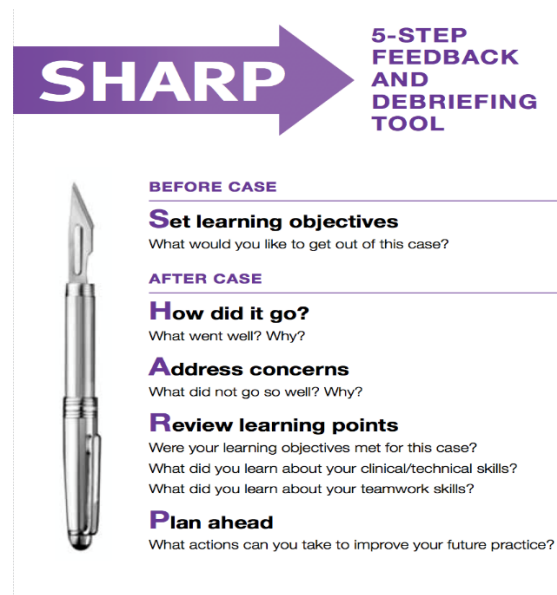 SHARP
5-STEP
FEEDBACK
AND
DEBRIEFING
TOOL
BEFORE CASE
Set learning objectives
What would you like to get out of this case?
AFTER CASE
How did it go?
What went well? Why?
Address concerns
What did not go so well? Why?
Review learning points
Were your learning objectives met for this case?
What did you learn about your clinical/technical skills?
What did you learn about your teamwork skills?
Plan ahead
What actions can you take to improve your future practice?